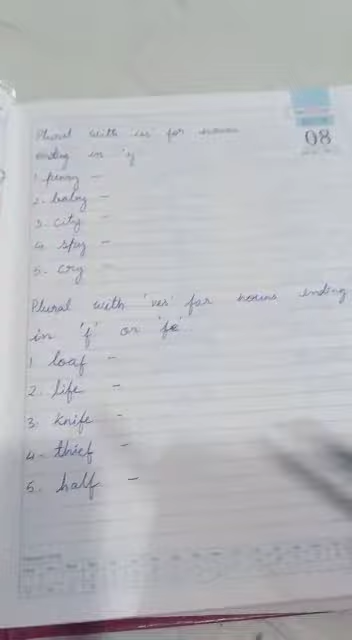 Plural with 'ies' for nouns
ending in 'y
08
1. penny –
2. baby –
3. city –
4. spy –
5. cry
Plural with 'ves' for nouns ending
in 'f' or 'fe'
1 loaf –
2. life –
3. knife –
4 – thief –
5. half –